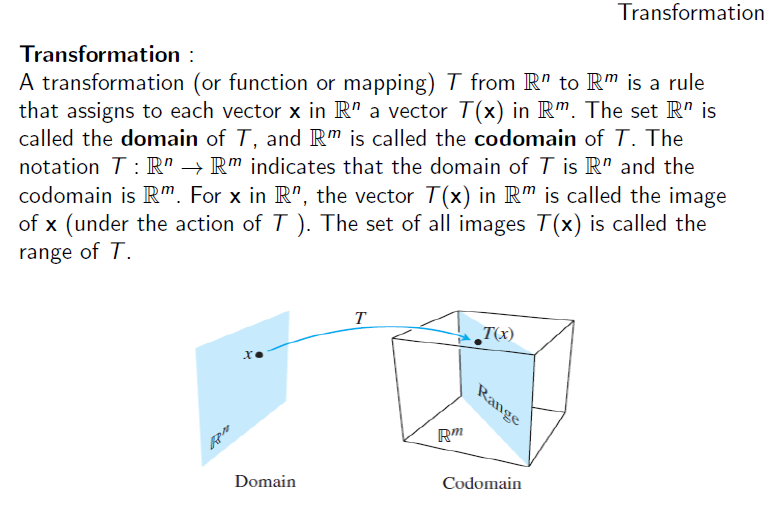 Transformation
Transformation :
A transformation (or function or mapping) T from ℝⁿ to ℝᵐ is a rule
that assigns to each vector x in ℝⁿ a vector T(x) in ℝᵐ. The set ℝⁿ is
called the domain of T, and ℝᵐ is called the codomain of T. The
notation T : ℝⁿ → ℝᵐ indicates that the domain of T is ℝⁿ and the
codomain is ℝᵐ. For x in ℝⁿ, the vector T(x) in ℝᵐ is called the image
of x (under the action of T ). The set of all images T(x) is called the
range of T.
T
x
T(x)
Range
ℝⁿ
ℝᵐ
Domain
Codomain